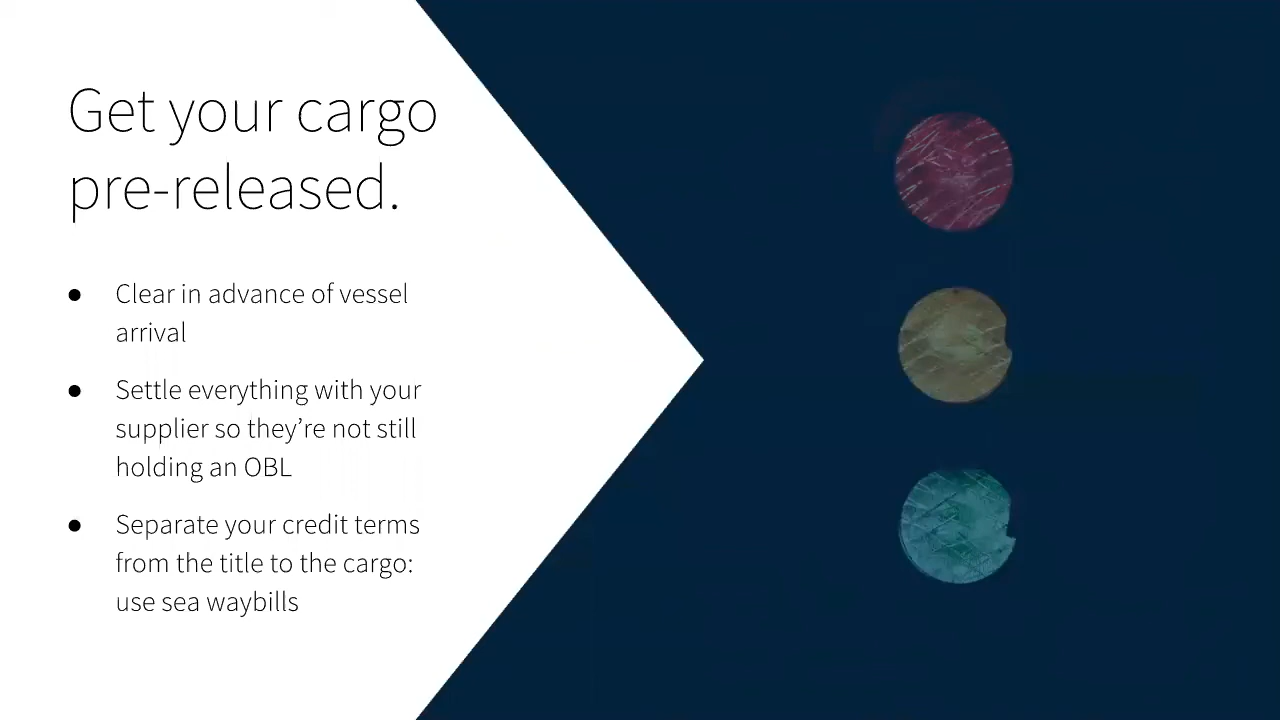 Get your cargo
pre-released.
● Clear in advance of vessel
arrival
● Settle everything with your
supplier so they’re not still
holding an OBL
● Separate your credit terms
from the title to the cargo:
use sea waybills